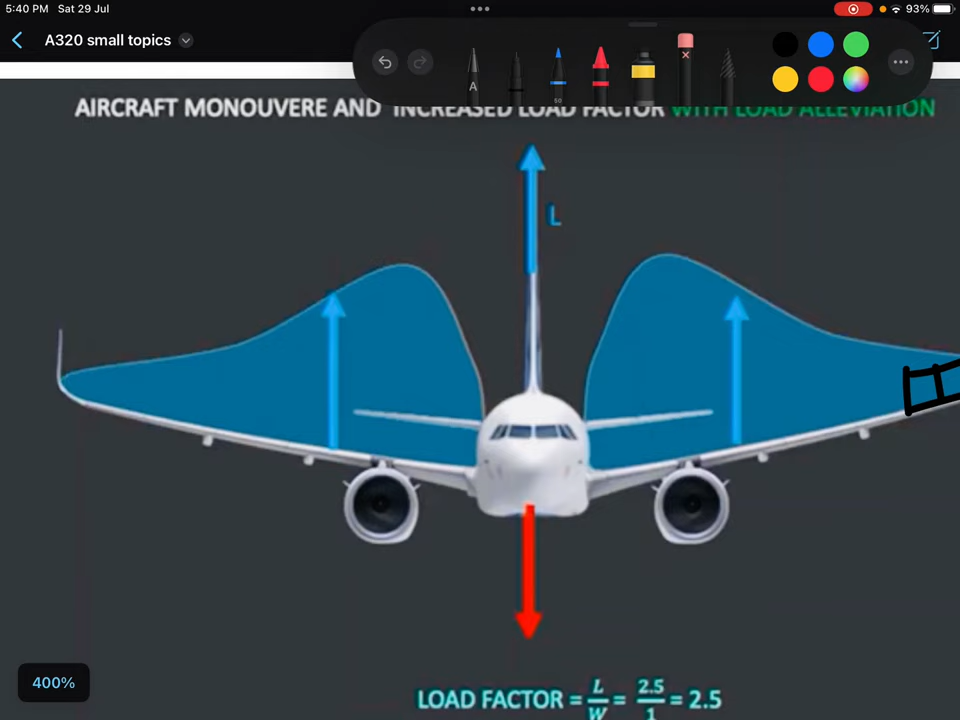 5:40 PM Sat 29 Jul
93%
A320 small topics
A
50
AIRCRAFT MONOUVERE AND INCREASED LOAD FACTOR WITH LOAD ALLEVIATION
L
400%
LOAD FACTOR = L/W = 2.5/1 = 2.5